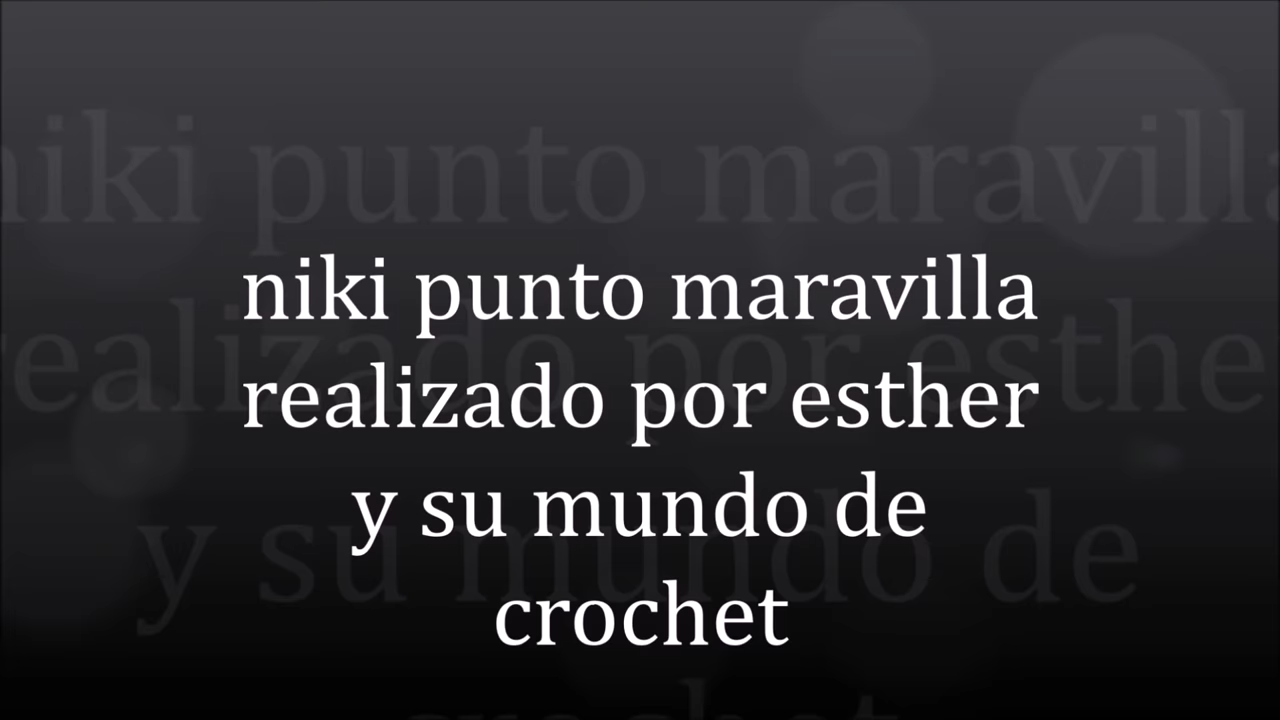 niki punto maravilla
realizado por esther
y su mundo de
crochet